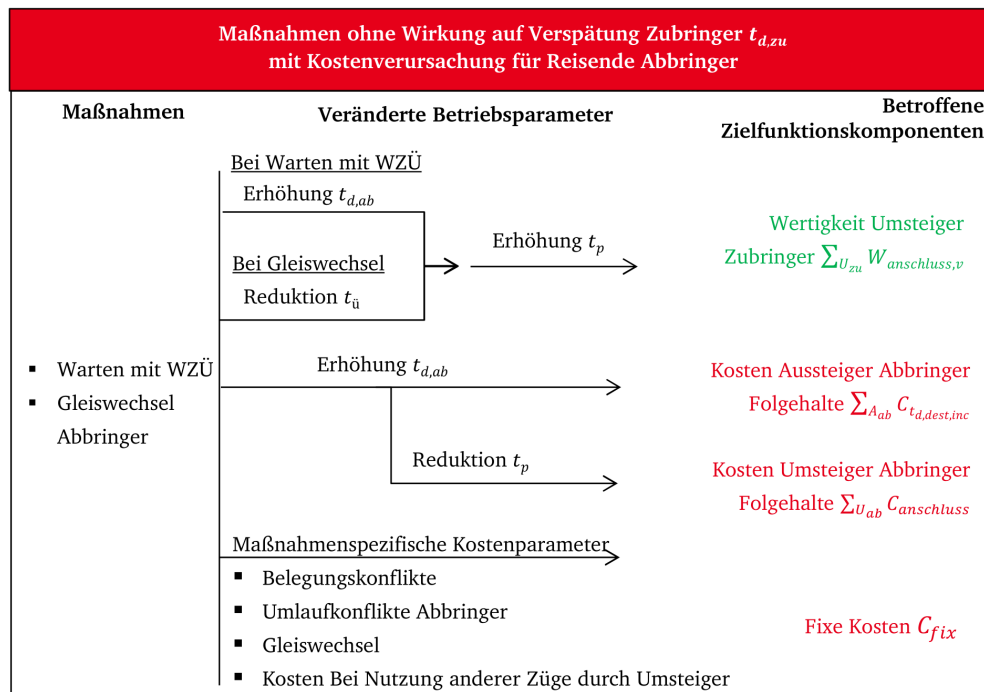 Maßnahmen ohne Wirkung auf Verspätung Zubringer t_{d,zu}
mit Kostenverursachung für Reisende Abbringer
Maßnahmen
Veränderte Betriebsparameter
Betroffene
Zielfunktionskomponenten
Bei Warten mit WZÜ
Erhöhung t_{d,ab}
Bei Gleiswechsel
Reduktion t_ü
Erhöhung t_p
Wertigkeit Umsteiger
Zubringer ∑_{U_{zu}} W_{anschluss,v}
▪ Warten mit WZÜ
▪ Gleiswechsel
Abbringer
Erhöhung t_{d,ab}
Kosten Aussteiger Abbringer
Folgehalte ∑_{A_{ab}} C_{t_{d,dest,inc}}
Reduktion t_p
Kosten Umsteiger Abbringer
Folgehalte ∑_{U_{ab}} C_{anschluss}
Maßnahmenspezifische Kostenparameter
▪ Belegungskonflikte
▪ Umlaufkonflikte Abbringer
▪ Gleiswechsel
▪ Kosten Bei Nutzung anderer Züge durch Umsteiger
Fixe Kosten C_{fix}